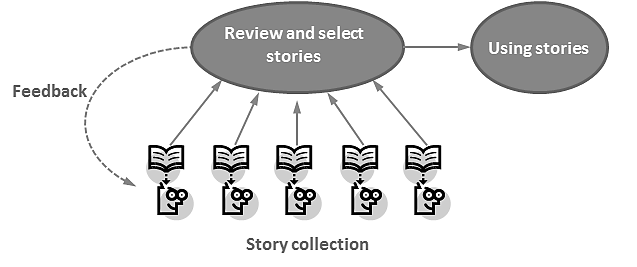 Review and select
stories
Using stories
Feedback
Story collection